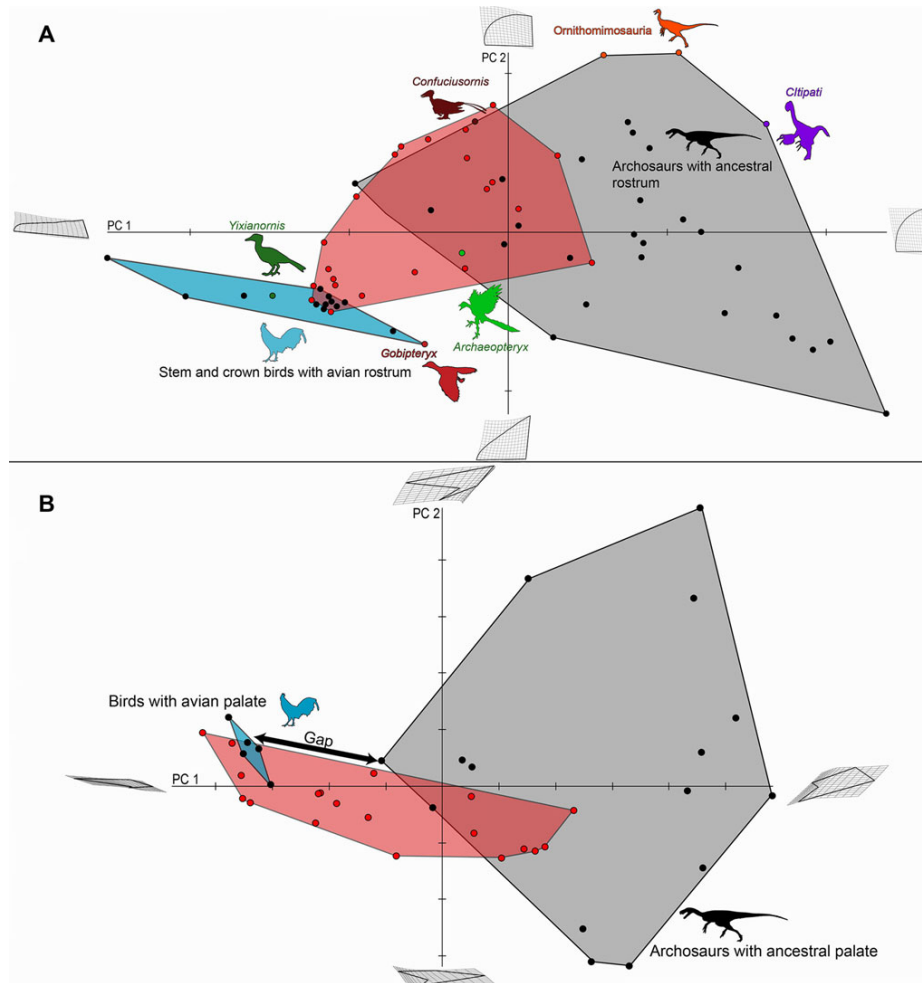 A
PC 2
Ornithomimosauria
Confuciusornis
CItipati
Archosaurs with ancestral
rostrum
PC 1
Yixianornis
Archaeopteryx
Gobipteryx
Stem and crown birds with avian rostrum
B
PC 2
Birds with avian palate
Gap
PC 1
Archosaurs with ancestral palate